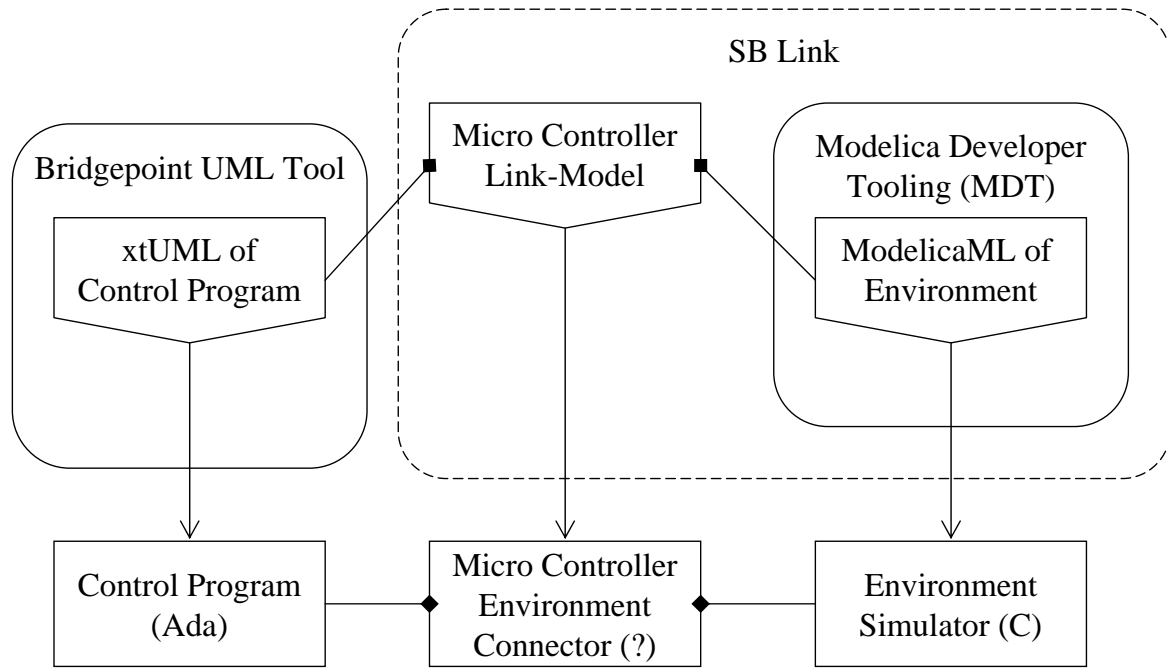 SB Link
Bridgepoint UML Tool
xtUML of
Control Program
Micro Controller
Link-Model
Modelica Developer
Tooling (MDT)
ModelicaML of
Environment
Control Program
(Ada)
Micro Controller
Environment
Connector (?)
Environment
Simulator (C)